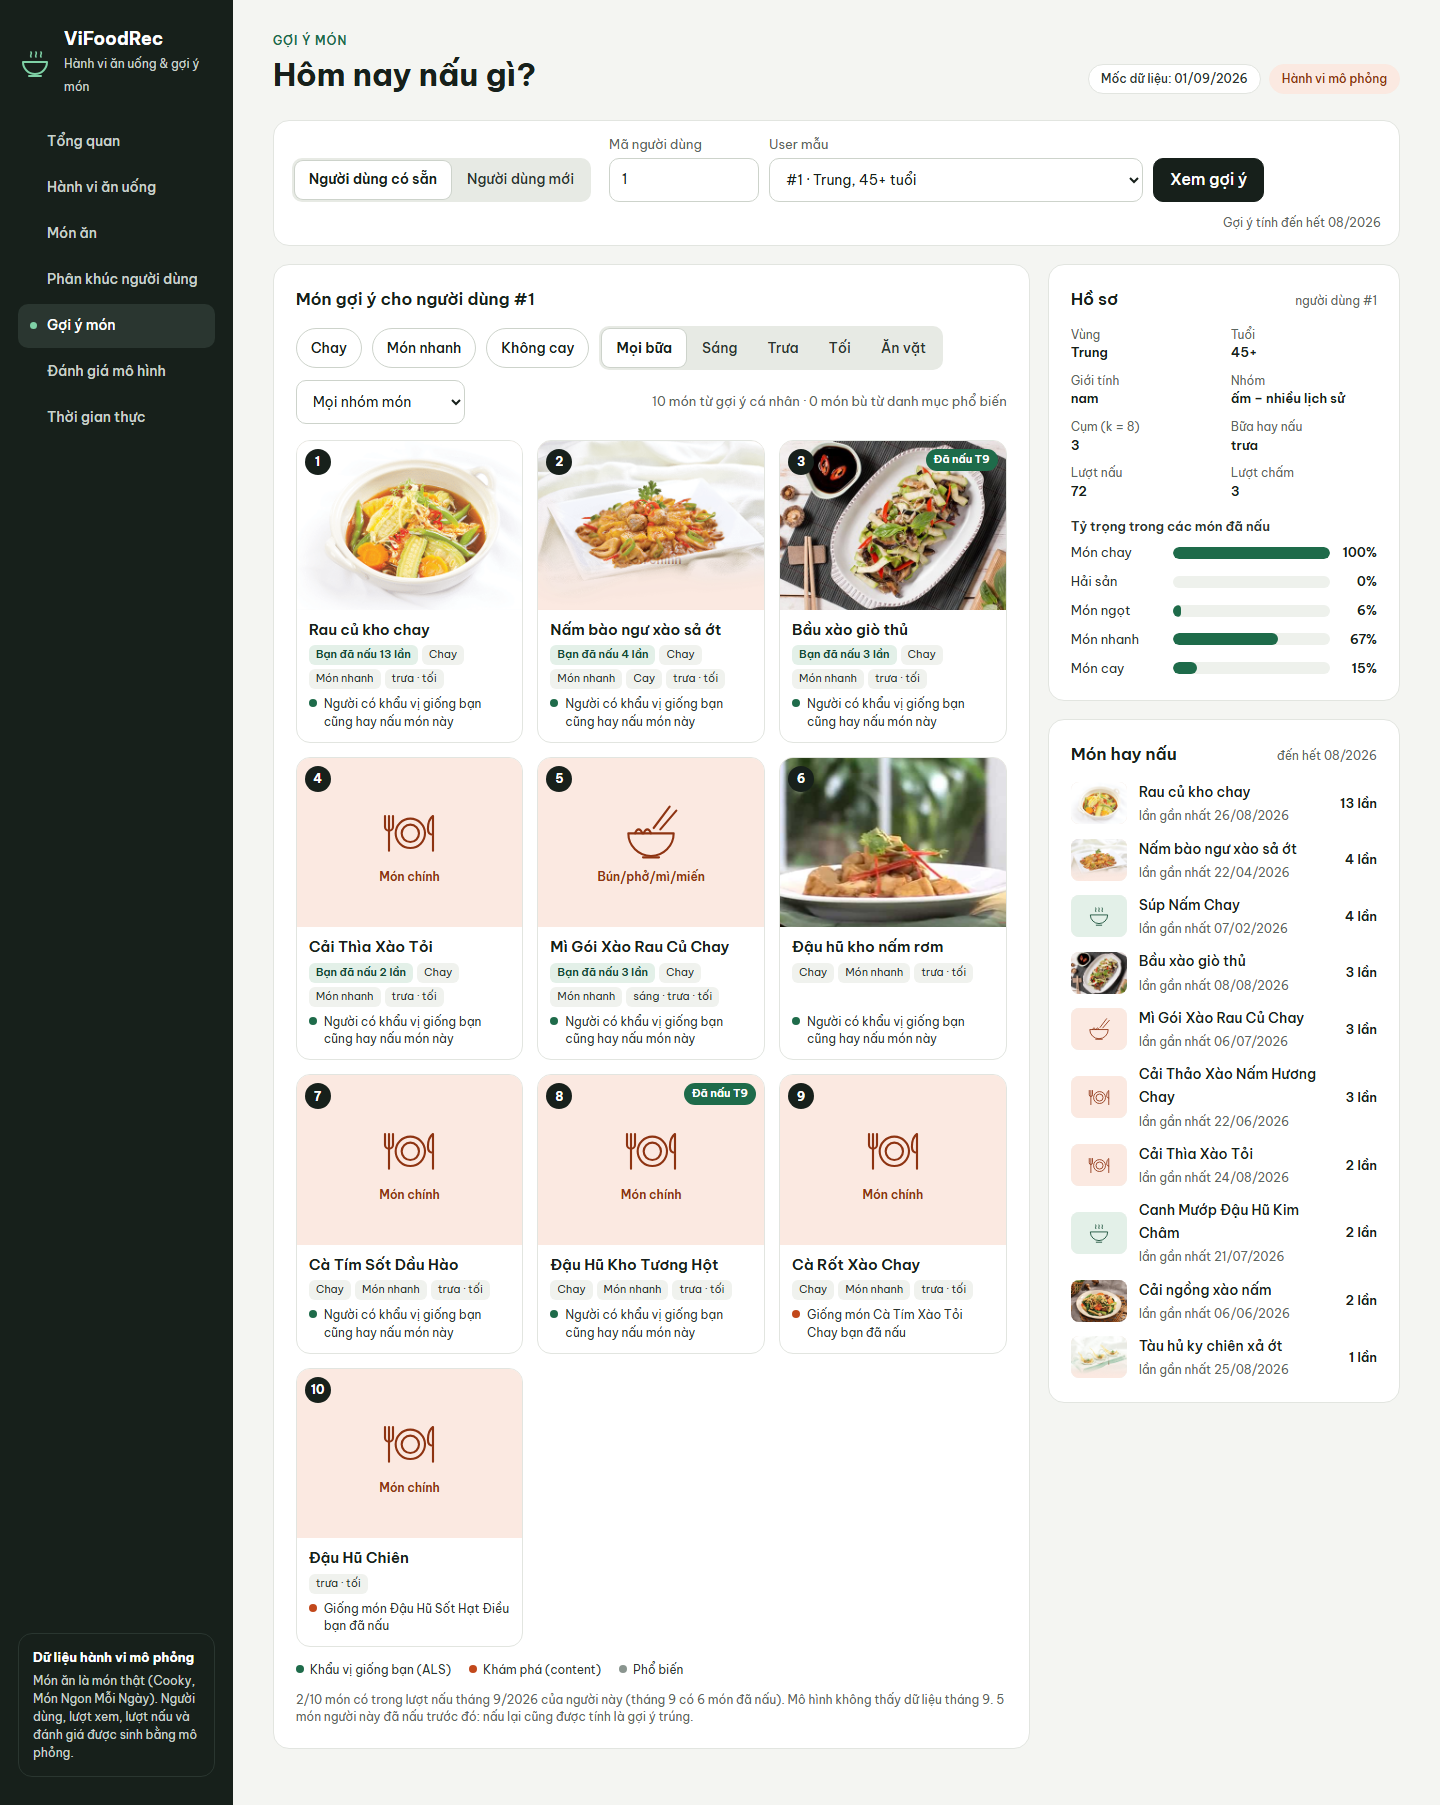 ViFoodRec
Hành vi ăn uống & gợi ý
món
Tổng quan
Hành vi ăn uống
Món ăn
Phân khúc người dùng
Gợi ý món
Đánh giá mô hình
Thời gian thực
Dữ liệu hành vi mô phỏng
Món ăn là món thật (Cooky,
Món Ngon Mỗi Ngày). Người
dùng, lượt xem, lượt nấu và
đánh giá được sinh bằng mô
phỏng.
GỢI Ý MÓN
Hôm nay nấu gì?
Mốc dữ liệu: 01/09/2026
Hành vi mô phỏng
Người dùng có sẵn
Người dùng mới
Mã người dùng
1
User mẫu
#1 · Trung, 45+ tuổi
Xem gợi ý
Gợi ý tính đến hết 08/2026
Món gợi ý cho người dùng #1
Chay
Món nhanh
Không cay
Mọi bữa
Sáng
Trưa
Tối
Ăn vặt
Mọi nhóm món
10 món từ gợi ý cá nhân · 0 món bù từ danh mục phổ biến
1
Rau củ kho chay
Bạn đã nấu 13 lần
Chay
Món nhanh
trưa · tối
Người có khẩu vị giống bạn
cũng hay nấu món này
2
Nấm bào ngư xào sả ớt
Bạn đã nấu 4 lần
Chay
Món nhanh
Cay
trưa · tối
Người có khẩu vị giống bạn
cũng hay nấu món này
3
Đã nấu T9
Bầu xào giò thủ
Bạn đã nấu 3 lần
Chay
Món nhanh
trưa · tối
Người có khẩu vị giống bạn
cũng hay nấu món này
4
Món chính
Cải Thìa Xào Tỏi
Bạn đã nấu 2 lần
Chay
Món nhanh
trưa · tối
Người có khẩu vị giống bạn
cũng hay nấu món này
5
Bún/phở/mì/miến
Mì Gói Xào Rau Củ Chay
Bạn đã nấu 3 lần
Chay
Món nhanh
sáng · trưa · tối
Người có khẩu vị giống bạn
cũng hay nấu món này
6
Đậu hũ kho nấm rơm
Chay
Món nhanh
trưa · tối
Người có khẩu vị giống bạn
cũng hay nấu món này
7
Món chính
Cà Tím Sốt Dầu Hào
Chay
Món nhanh
trưa · tối
Người có khẩu vị giống bạn
cũng hay nấu món này
8
Đã nấu T9
Món chính
Đậu Hũ Kho Tương Hột
Chay
Món nhanh
trưa · tối
Người có khẩu vị giống bạn
cũng hay nấu món này
9
Món chính
Cà Rốt Xào Chay
Chay
Món nhanh
trưa · tối
Giống món Cà Tím Xào Tỏi
Chay bạn đã nấu
10
Món chính
Đậu Hũ Chiên
trưa · tối
Giống món Đậu Hũ Sốt Hạt Điều
bạn đã nấu
Khẩu vị giống bạn (ALS)
Khám phá (content)
Phổ biến
2/10 món có trong lượt nấu tháng 9/2026 của người này (tháng 9 có 6 món đã nấu). Mô hình không thấy dữ liệu tháng 9. 5
món người này đã nấu trước đó: nấu lại cũng được tính là gợi ý trúng.
Hồ sơ
người dùng #1
Vùng
Trung
Tuổi
45+
Giới tính
nam
Nhóm
ấm – nhiều lịch sử
Cụm (k = 8)
3
Bữa hay nấu
trưa
Lượt nấu
72
Lượt chấm
3
Tỷ trọng trong các món đã nấu
Món chay 100%
Hải sản 0%
Món ngọt 6%
Món nhanh 67%
Món cay 15%
Món hay nấu
đến hết 08/2026
Rau củ kho chay
lần gần nhất 26/08/2026
13 lần
Nấm bào ngư xào sả ớt
lần gần nhất 22/04/2026
4 lần
Súp Nấm Chay
lần gần nhất 07/02/2026
4 lần
Bầu xào giò thủ
lần gần nhất 08/08/2026
3 lần
Mì Gói Xào Rau Củ Chay
lần gần nhất 06/07/2026
3 lần
Cải Thảo Xào Nấm Hương
Chay
lần gần nhất 22/06/2026
3 lần
Cải Thìa Xào Tỏi
lần gần nhất 24/08/2026
2 lần
Canh Mướp Đậu Hũ Kim
Châm
lần gần nhất 21/07/2026
2 lần
Cải ngồng xào nấm
lần gần nhất 06/06/2026
2 lần
Tàu hủ ky chiên xả ớt
lần gần nhất 25/08/2026
1 lần